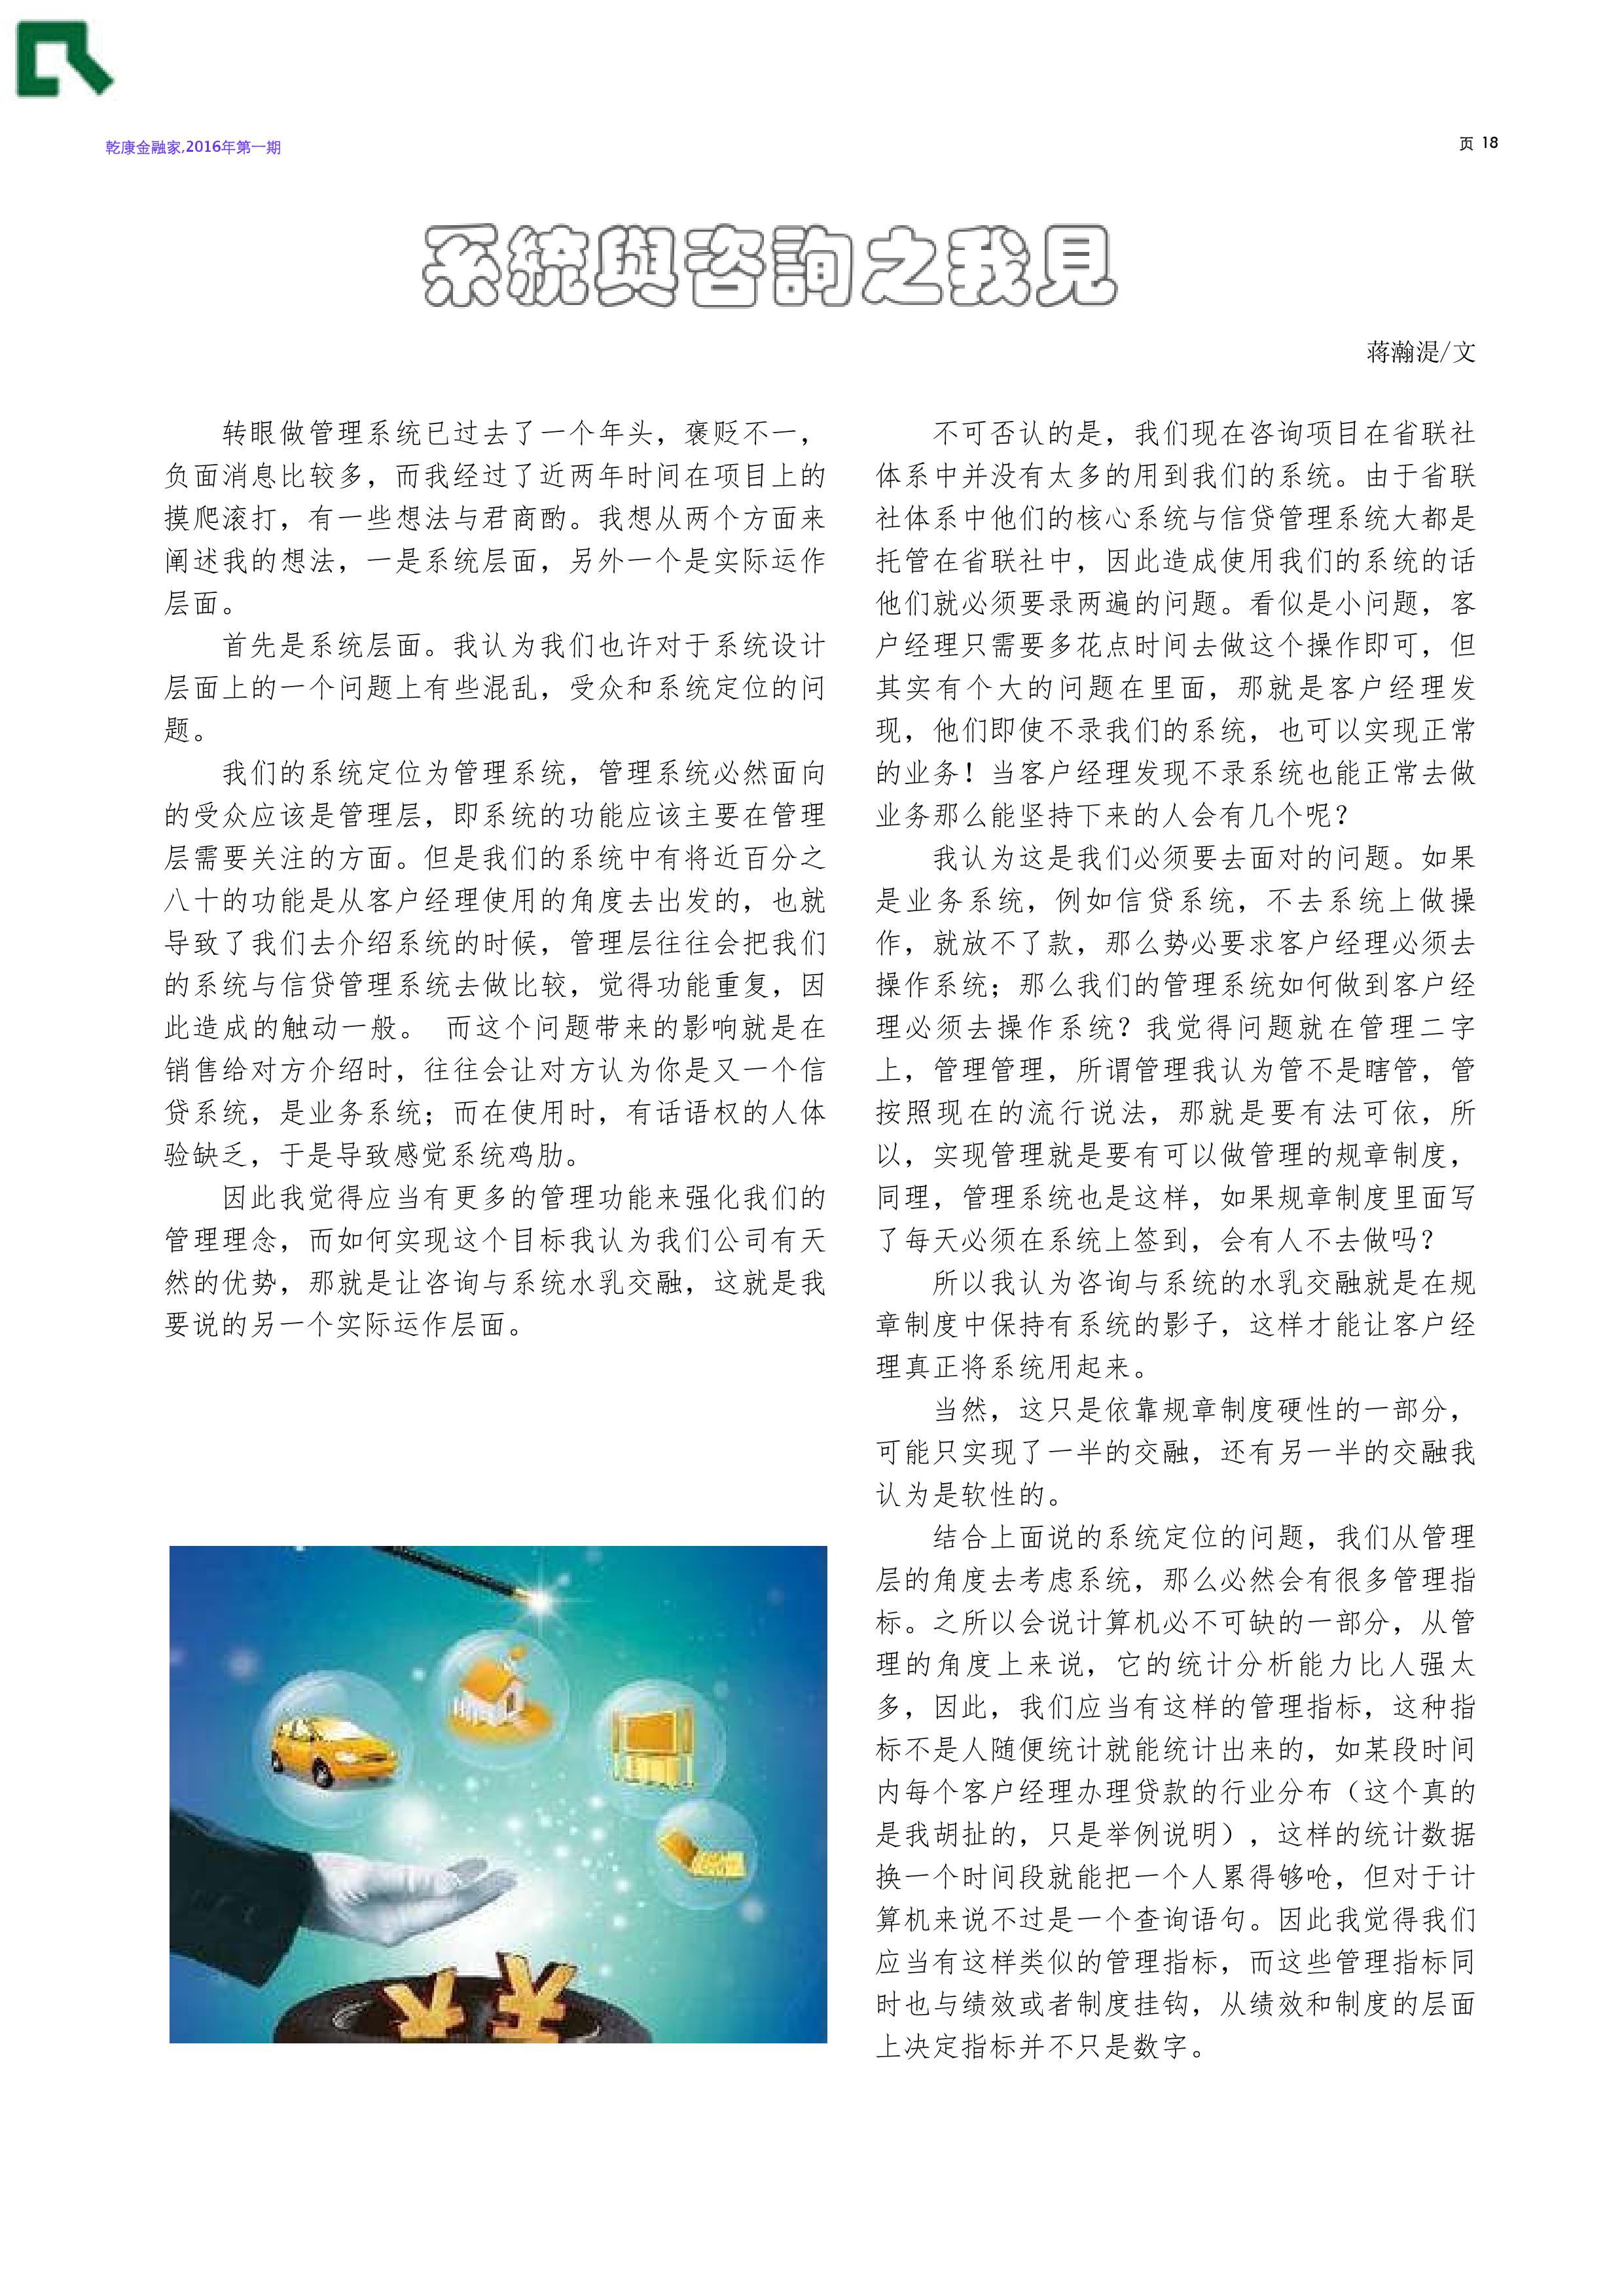 乾康金融家,2016年第一期
页 18
系統與咨詢之我見
蒋瀚湜/文
转眼做管理系统已过去了一个年头，褒贬不一，
负面消息比较多，而我经过了近两年时间在项目上的
摸爬滚打，有一些想法与君商酌。我想从两个方面来
阐述我的想法，一是系统层面，另外一个是实际运作
层面。
首先是系统层面。我认为我们也许对于系统设计
层面上的一个问题上有些混乱，受众和系统定位的问
题。
我们的系统定位为管理系统，管理系统必然面向
的受众应该是管理层，即系统的功能应该主要在管理
层需要关注的方面。但是我们的系统中有将近百分之
八十的功能是从客户经理使用的角度去出发的，也就
导致了我们去介绍系统的时候，管理层往往会把我们
的系统与信贷管理系统去做比较，觉得功能重复，因
此造成的触动一般。 而这个问题带来的影响就是在
销售给对方介绍时，往往会让对方认为你是又一个信
贷系统，是业务系统；而在使用时，有话语权的人体
验缺乏，于是导致感觉系统鸡肋。
因此我觉得应当有更多的管理功能来强化我们的
管理理念，而如何实现这个目标我认为我们公司有天
然的优势，那就是让咨询与系统水乳交融，这就是我
要说的另一个实际运作层面。
不可否认的是，我们现在咨询项目在省联社
体系中并没有太多的用到我们的系统。由于省联
社体系中他们的核心系统与信贷管理系统大都是
托管在省联社中，因此造成使用我们的系统的话
他们就必须要录两遍的问题。看似是小问题，客
户经理只需要多花点时间去做这个操作即可，但
其实有个大的问题在里面，那就是客户经理发
现，他们即使不录我们的系统，也可以实现正常
的业务！当客户经理发现不录系统也能正常去做
业务那么能坚持下来的人会有几个呢？
我认为这是我们必须要去面对的问题。如果
是业务系统，例如信贷系统，不去系统上做操
作，就放不了款，那么势必要求客户经理必须去
操作系统；那么我们的管理系统如何做到客户经
理必须去操作系统？我觉得问题就在管理二字
上，管理管理，所谓管理我认为管不是瞎管，管
按照现在的流行说法，那就是要有法可依，所
以，实现管理就是要有可以做管理的规章制度，
同理，管理系统也是这样，如果规章制度里面写
了每天必须在系统上签到，会有人不去做吗？
所以我认为咨询与系统的水乳交融就是在规
章制度中保持有系统的影子，这样才能让客户经
理真正将系统用起来。
当然，这只是依靠规章制度硬性的一部分，
可能只实现了一半的交融，还有另一半的交融我
认为是软性的。
结合上面说的系统定位的问题，我们从管理
层的角度去考虑系统，那么必然会有很多管理指
标。之所以会说计算机必不可缺的一部分，从管
理的角度上来说，它的统计分析能力比人强太
多，因此，我们应当有这样的管理指标，这种指
标不是人随便统计就能统计出来的，如某段时间
内每个客户经理办理贷款的行业分布（这个真的
是我胡扯的，只是举例说明），这样的统计数据
换一个时间段就能把一个人累得够呛，但对于计
算机来说不过是一个查询语句。因此我觉得我们
应当有这样类似的管理指标，而这些管理指标同
时也与绩效或者制度挂钩，从绩效和制度的层面
上决定指标并不只是数字。